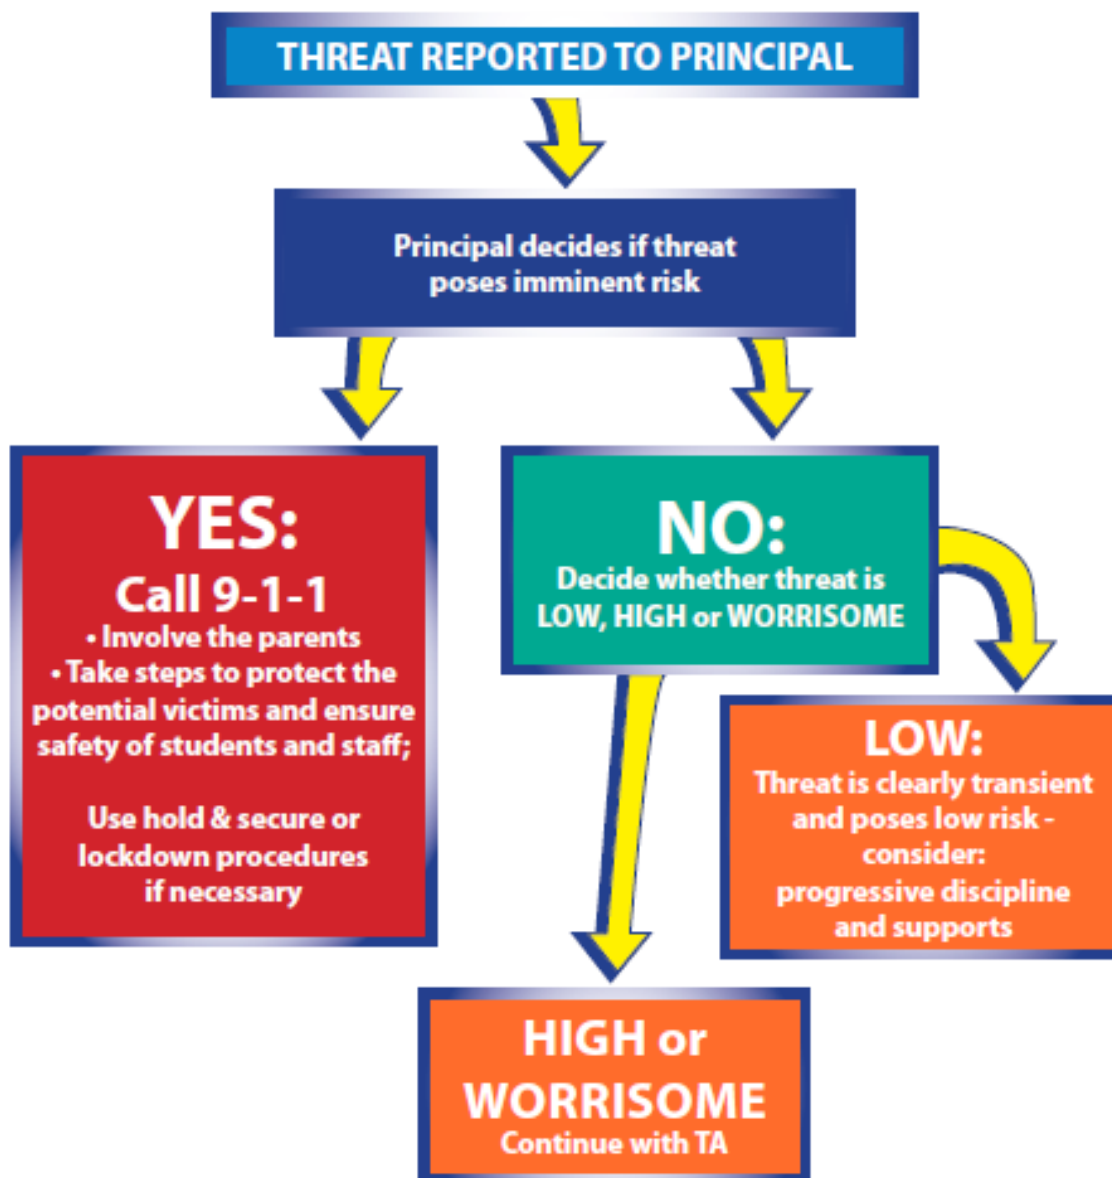 THREAT REPORTED TO PRINCIPAL
Principal decides if threat
poses imminent risk
YES:
Call 9-1-1
• Involve the parents
• Take steps to protect the
potential victims and ensure
safety of students and staff;
Use hold & secure or
lockdown procedures
if necessary
NO:
Decide whether threat is
LOW, HIGH or WORRISOME
LOW:
Threat is clearly transient
and poses low risk -
consider:
progressive discipline
and supports
HIGH or
WORRISOME
Continue with TA